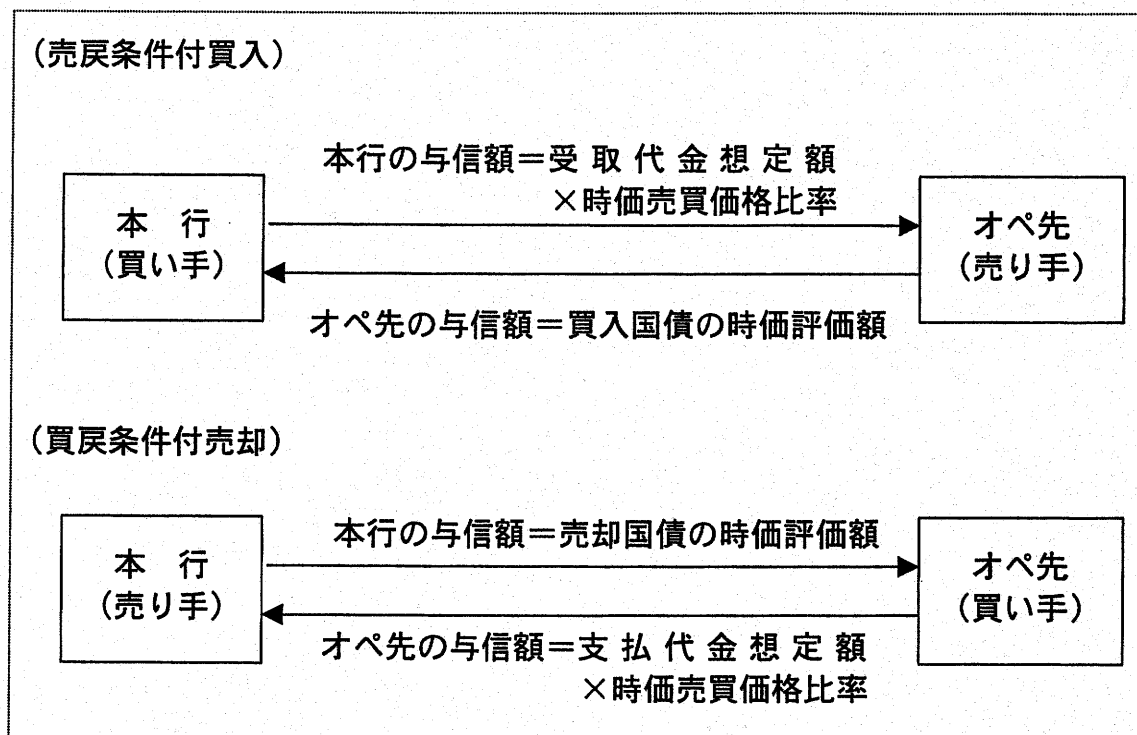 （売戻条件付買入）
本行の与信額＝受 取 代 金 想 定 額
×時価売買価格比率
本 行
（買い手）
オペ先
（売り手）
オペ先の与信額＝買入国債の時価評価額
（買戻条件付売却）
本行の与信額＝売却国債の時価評価額
本 行
（売り手）
オペ先
（買い手）
オペ先の与信額＝支 払 代 金 想 定 額
×時価売買価格比率